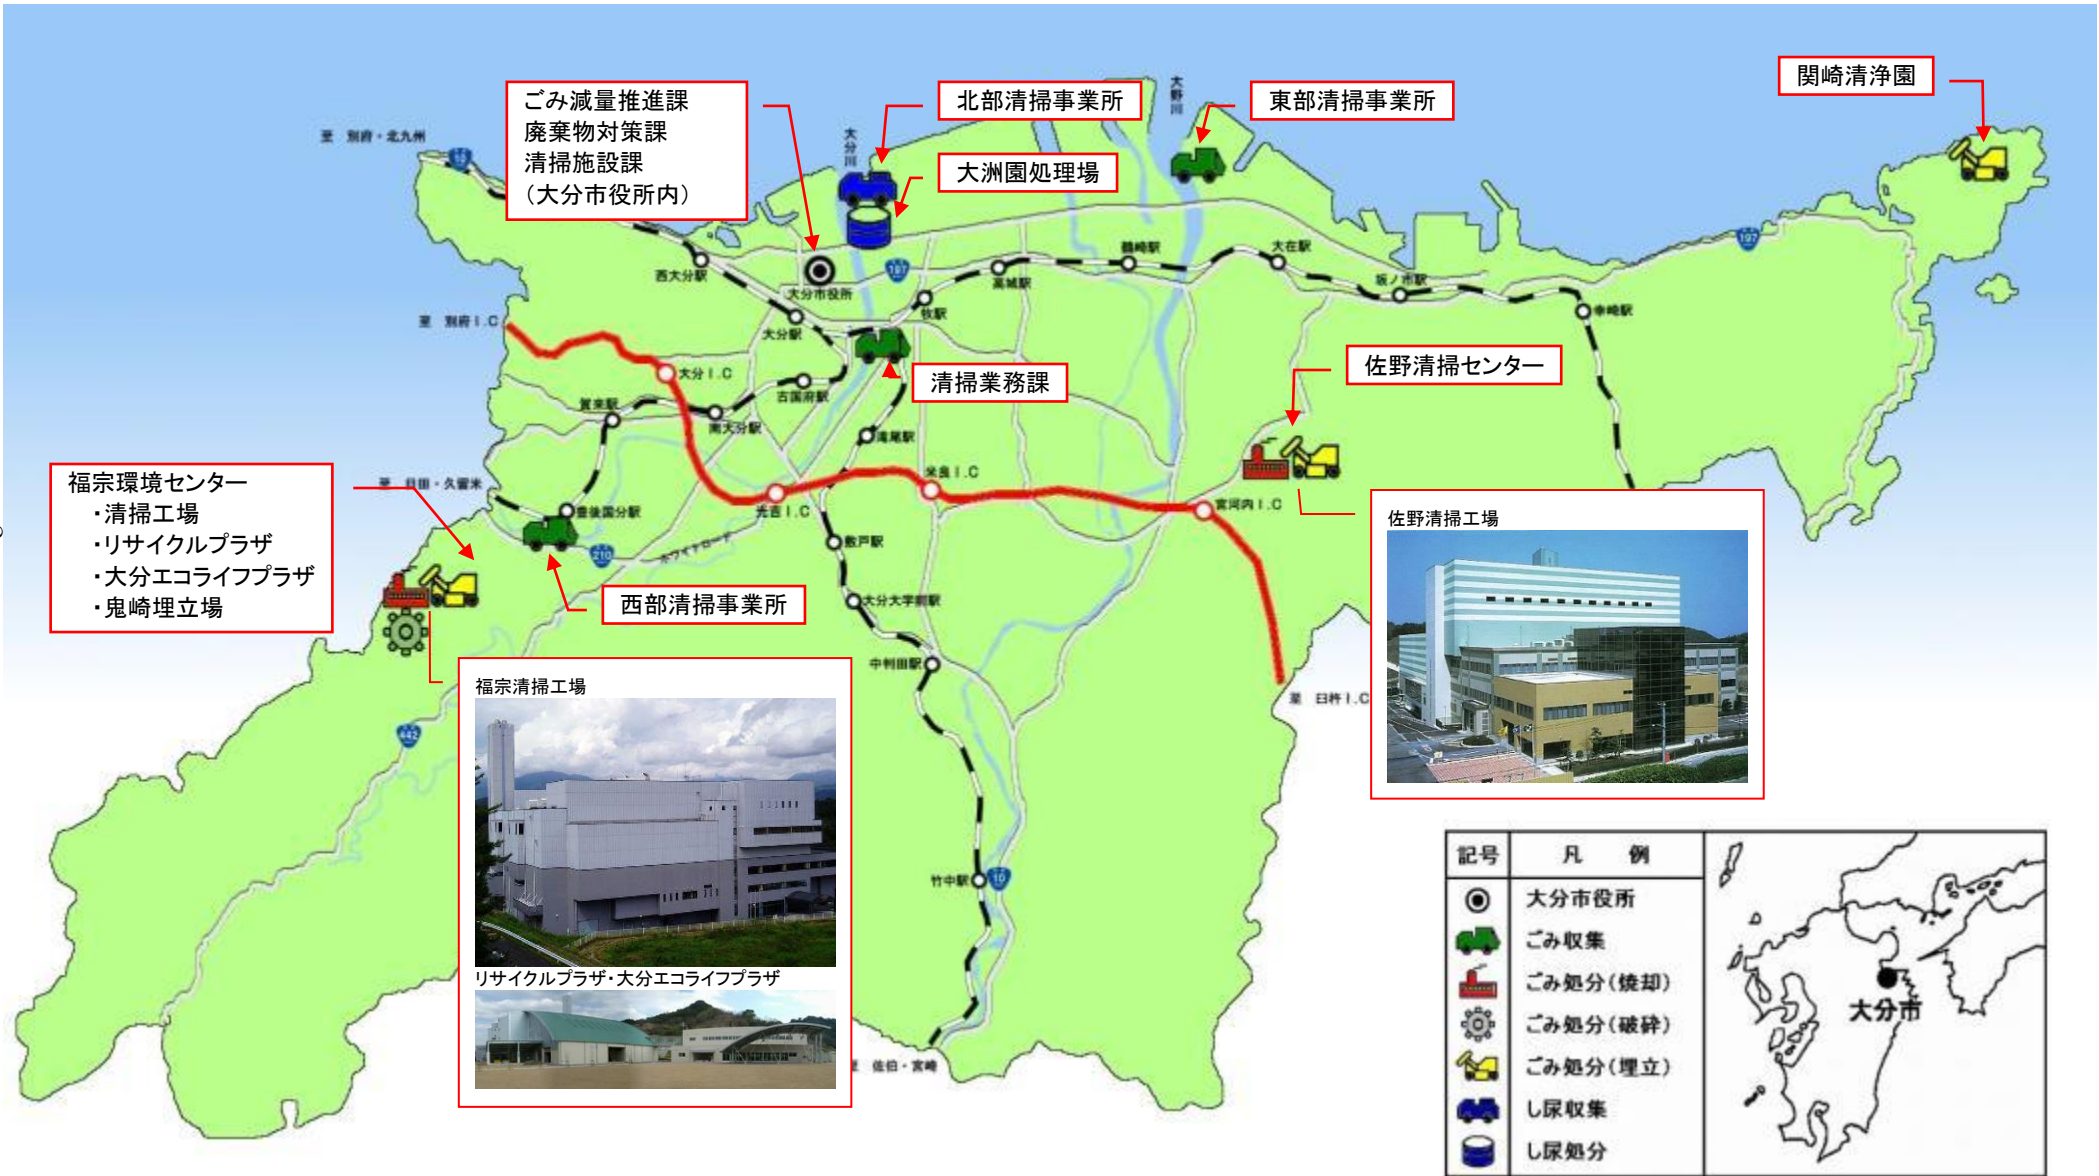 ごみ減量推進課
廃棄物対策課
清掃施設課
(大分市役所内)
北部清掃事業所
大洲園処理場
東部清掃事業所
関崎清浄園
清掃業務課
佐野清掃センター
福宗環境センター
・清掃工場
・リサイクルプラザ
・大分エコライフプラザ
・鬼崎埋立場
西部清掃事業所
至 別府・北九州
10
大分川
大野川
西大分駅
大分市役所
197
高城駅
鶴崎駅
大在駅
坂ノ市駅
197
幸崎駅
牧駅
大分駅
至 別府I.C
大分I.C
古国府駅
賀来駅
南大分駅
滝尾駅
至 日田・久留米
豊後国分駅
光吉I.C
米良I.C
宮河内I.C
210
ホワイトロード
敷戸駅
大分大学前駅
中判田駅
442
竹中駅
10
至 臼杵I.C
至 佐伯・宮崎
佐野清掃工場
福宗清掃工場
リサイクルプラザ・大分エコライフプラザ
記号 凡 例
大分市役所
ごみ収集
ごみ処分(焼却)
ごみ処分(破砕)
ごみ処分(埋立)
し尿収集
し尿処分
大分市